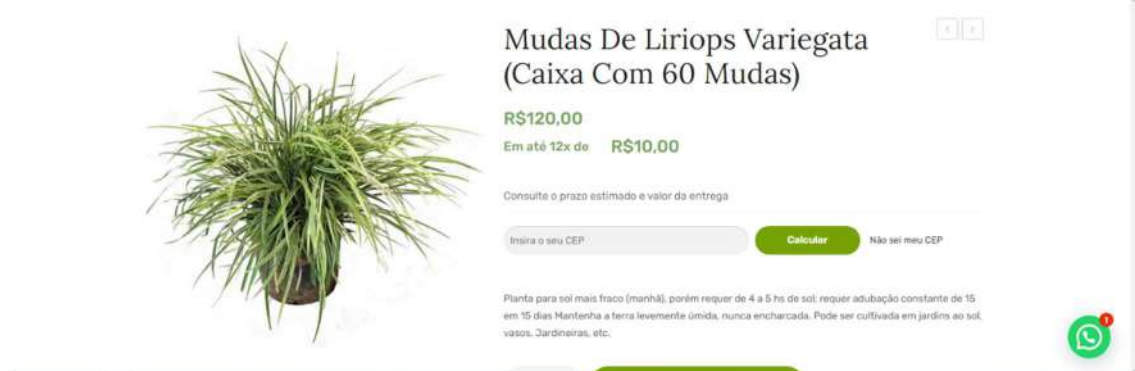 Mudas De Liriops Variegata
(Caixa Com 60 Mudas)
R$120,00
Em até 12x de R$10,00
Consulte o prazo estimado e valor da entrega
Insira o seu CEP Calcular Não sei meu CEP
Planta para sol mais fraco (manhã), porém requer de 4 a 5 hs de sol; requer adubação constante de 15
em 15 dias Mantenha a terra levemente úmida, nunca encharcada. Pode ser cultivada em jardins ao sol,
vasos, Jardineiras, etc.
1